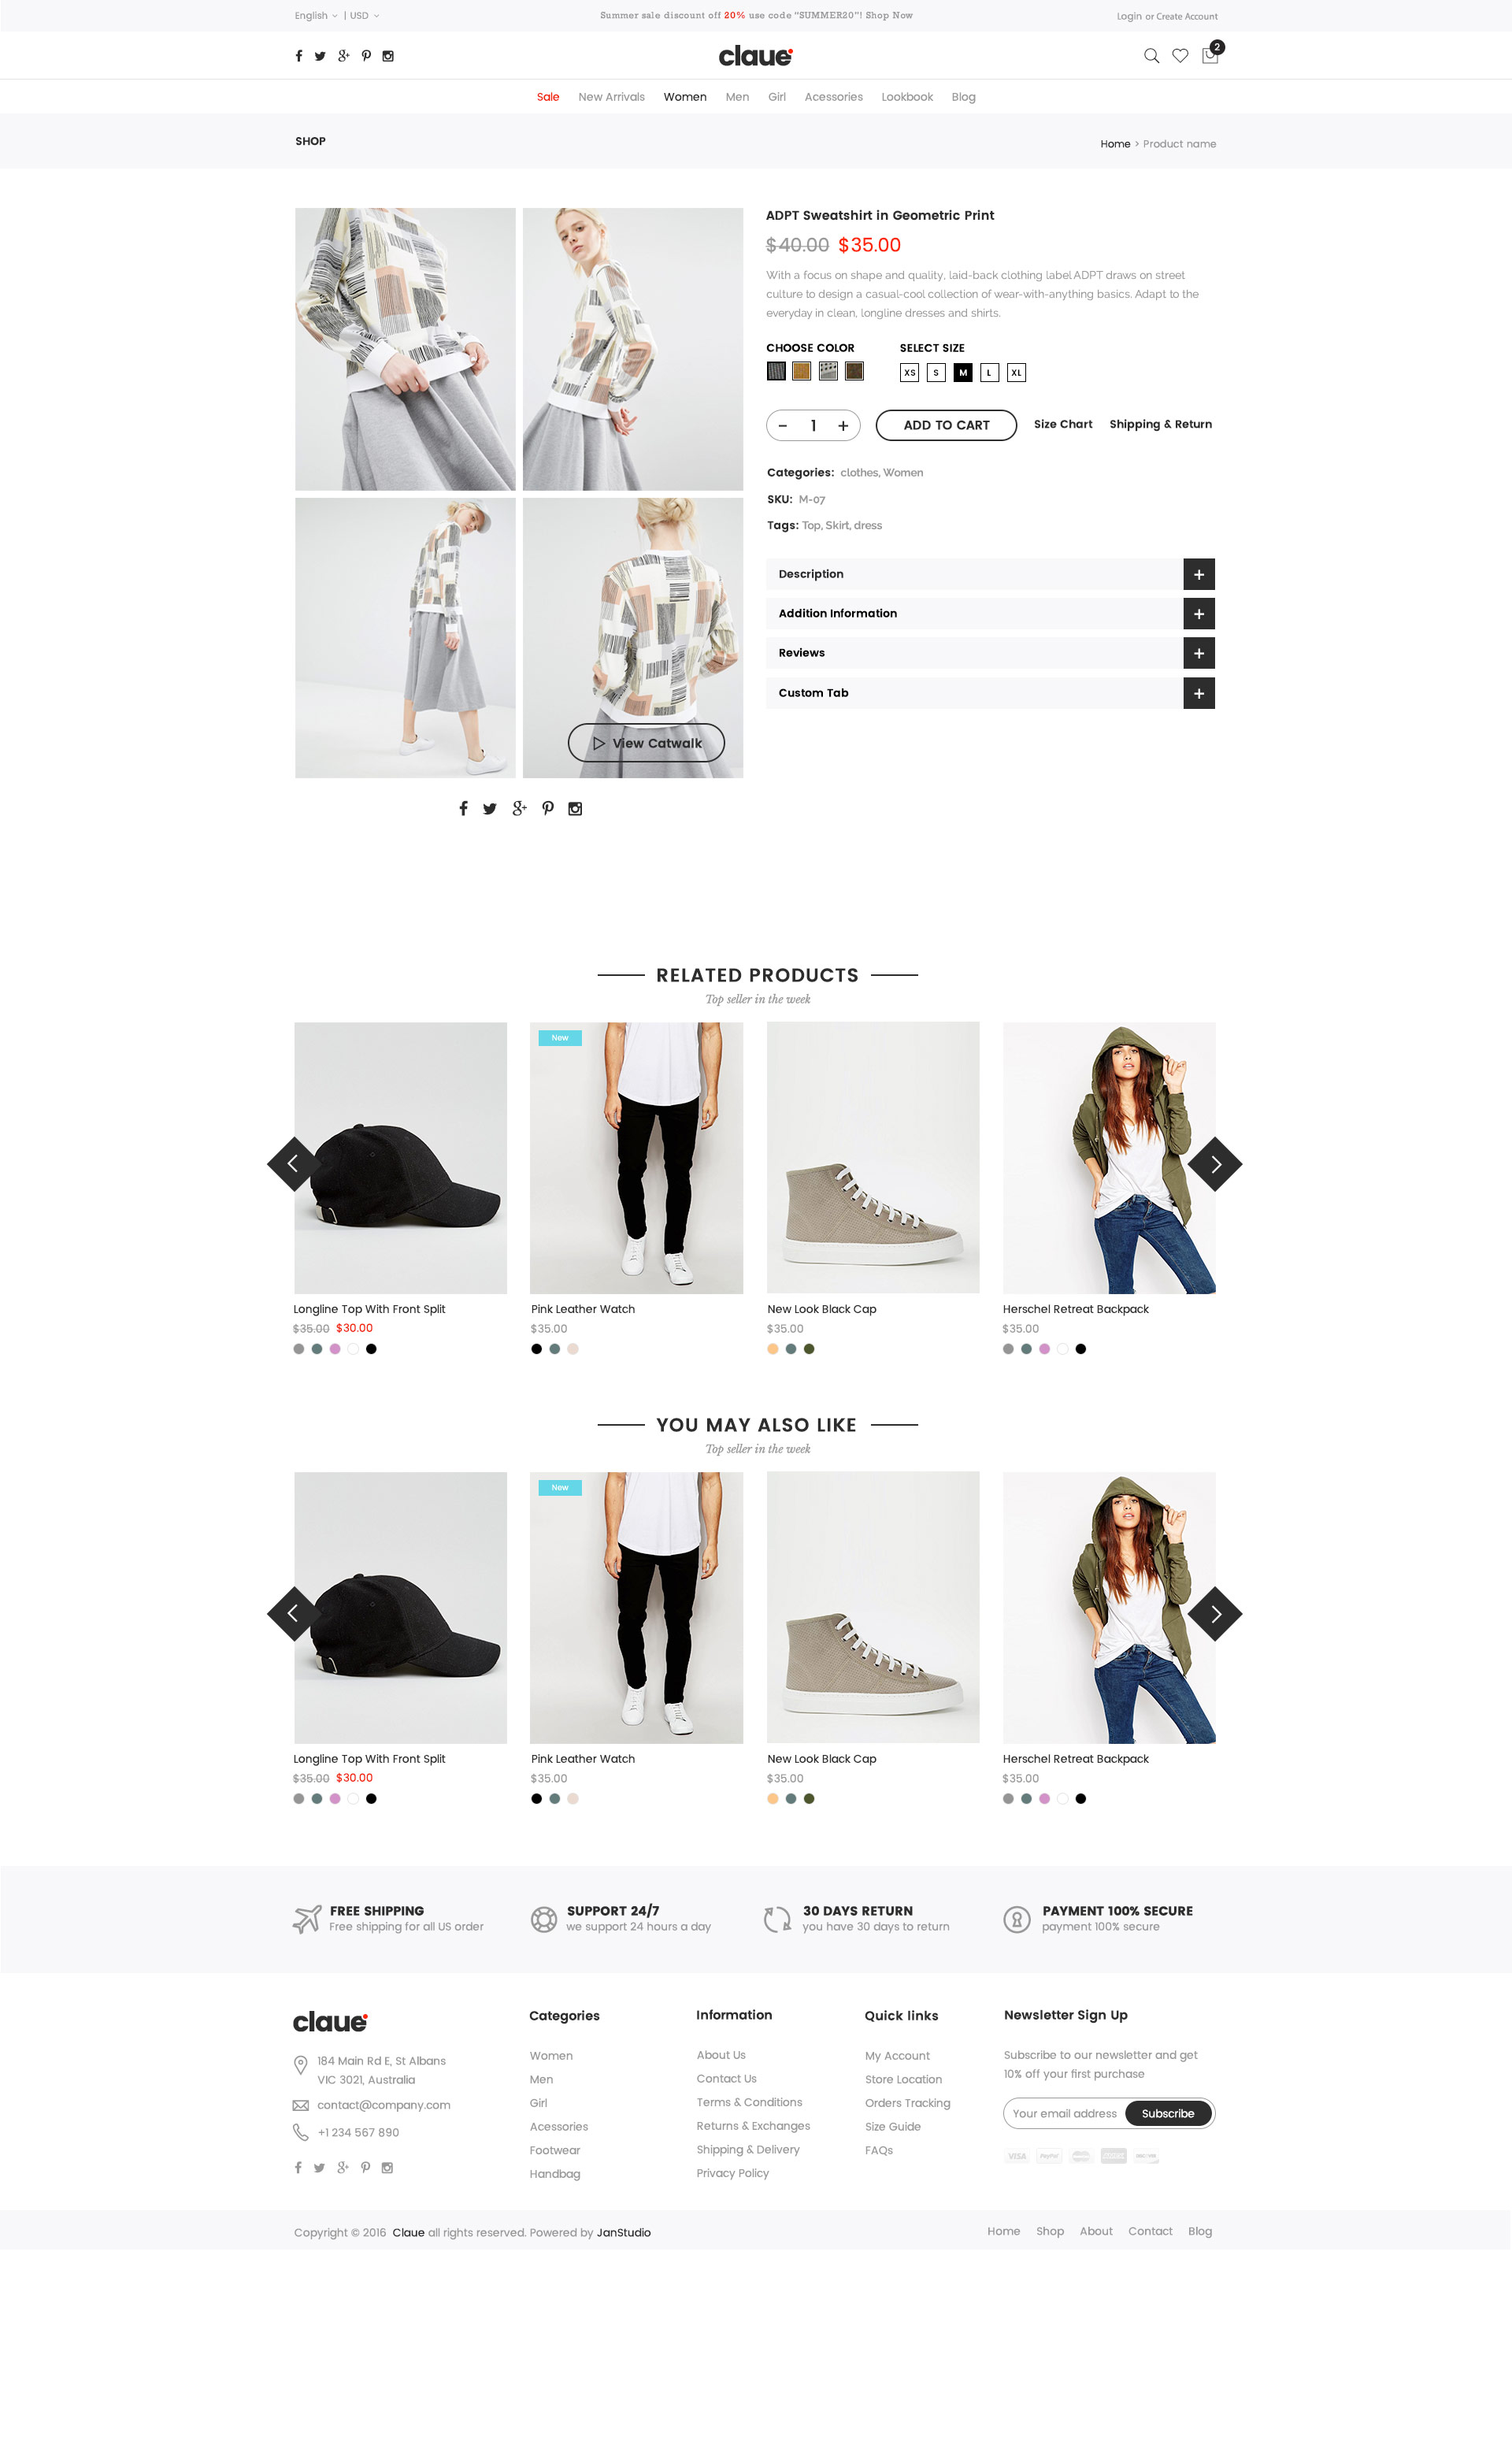 English | USD
Summer sale discount off 20% use code "SUMMER20"! Shop Now
Login or Create Account
claue
2
Sale New Arrivals Women Men Girl Acessories Lookbook Blog
SHOP
Home > Product name
ADPT Sweatshirt in Geometric Print
$40.00 $35.00
With a focus on shape and quality, laid-back clothing label ADPT draws on street
culture to design a casual-cool collection of wear-with-anything basics. Adapt to the
everyday in clean, longline dresses and shirts.
CHOOSE COLOR
SELECT SIZE
XS S M L XL
- 1 +
ADD TO CART
Size Chart
Shipping & Return
Categories: clothes, Women
SKU: M-07
Tags: Top, Skirt, dress
Description +
Addition Information +
Reviews +
Custom Tab +
View Catwalk
RELATED PRODUCTS
Top seller in the week
New
Longline Top With Front Split
$35.00 $30.00
Pink Leather Watch
$35.00
New Look Black Cap
$35.00
Herschel Retreat Backpack
$35.00
YOU MAY ALSO LIKE
Top seller in the week
New
Longline Top With Front Split
$35.00 $30.00
Pink Leather Watch
$35.00
New Look Black Cap
$35.00
Herschel Retreat Backpack
$35.00
FREE SHIPPING
Free shipping for all US order
SUPPORT 24/7
we support 24 hours a day
30 DAYS RETURN
you have 30 days to return
PAYMENT 100% SECURE
payment 100% secure
claue
184 Main Rd E, St Albans
VIC 3021, Australia
contact@company.com
+1 234 567 890
Categories
Women
Men
Girl
Acessories
Footwear
Handbag
Information
About Us
Contact Us
Terms & Conditions
Returns & Exchanges
Shipping & Delivery
Privacy Policy
Quick links
My Account
Store Location
Orders Tracking
Size Guide
FAQs
Newsletter Sign Up
Subscribe to our newsletter and get
10% off your first purchase
Your email address
Subscribe
VISA PayPal
Copyright © 2016 Claue all rights reserved. Powered by JanStudio
Home Shop About Contact Blog